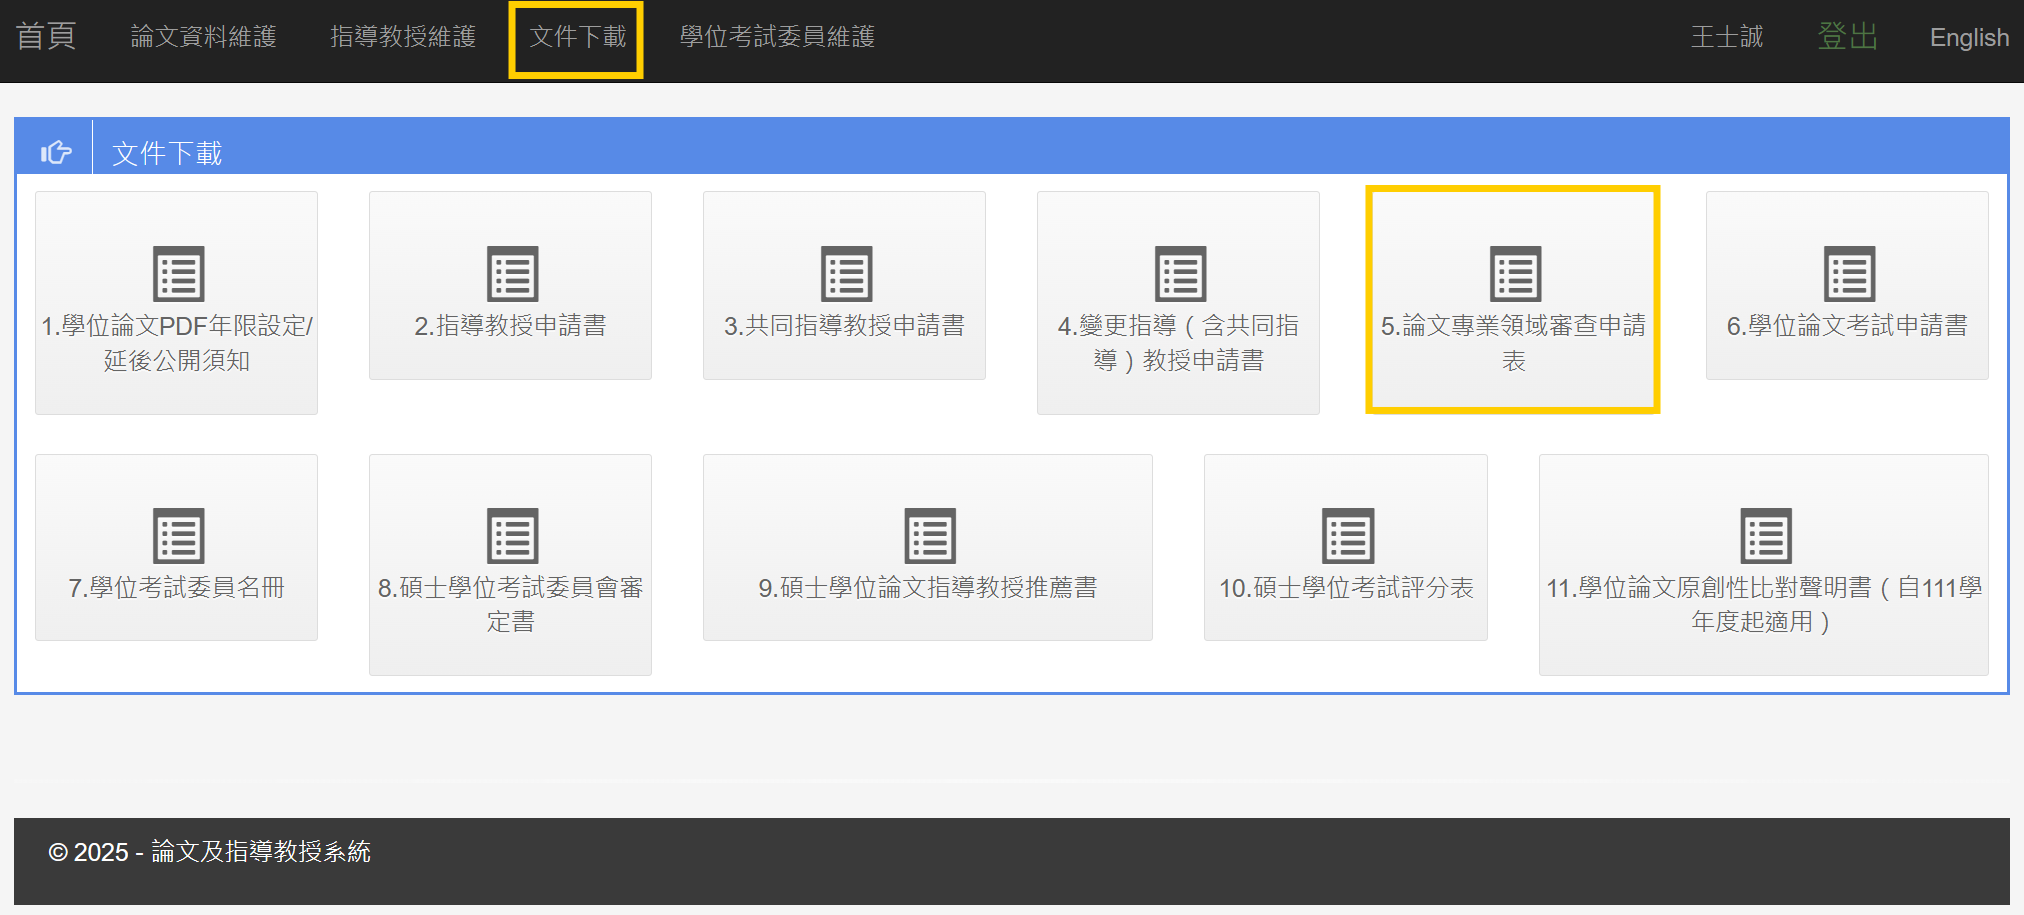 首頁 論文資料維護 指導教授維護 文件下載 學位考試委員維護 王士誠 登出 English
文件下載
1.學位論文PDF年限設定/
延後公開須知
2.指導教授申請書
3.共同指導教授申請書
4.變更指導（含共同指
導）教授申請書
5.論文專業領域審查申請
表
6.學位論文考試申請書
7.學位考試委員名冊
8.碩士學位考試委員會審
定書
9.碩士學位論文指導教授推薦書
10.碩士學位考試評分表
11.學位論文原創性比對聲明書（自111學
年度起適用）
© 2025 - 論文及指導教授系統